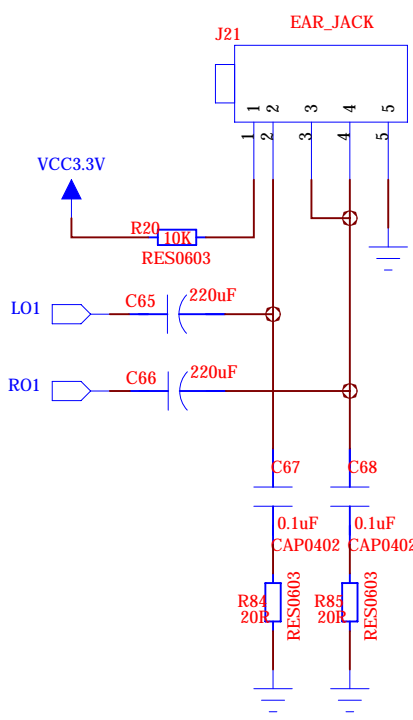 EAR_JACK
J21
1 2 3 4 5
1 2 3 4 5
VCC3.3V
R20
10K
RES0603
LO1
C65
220uF
RO1
C66
220uF
C67
C68
0.1uF
0.1uF
CAP0402
CAP0402
R84
20R
RES0603
R85
20R
RES0603